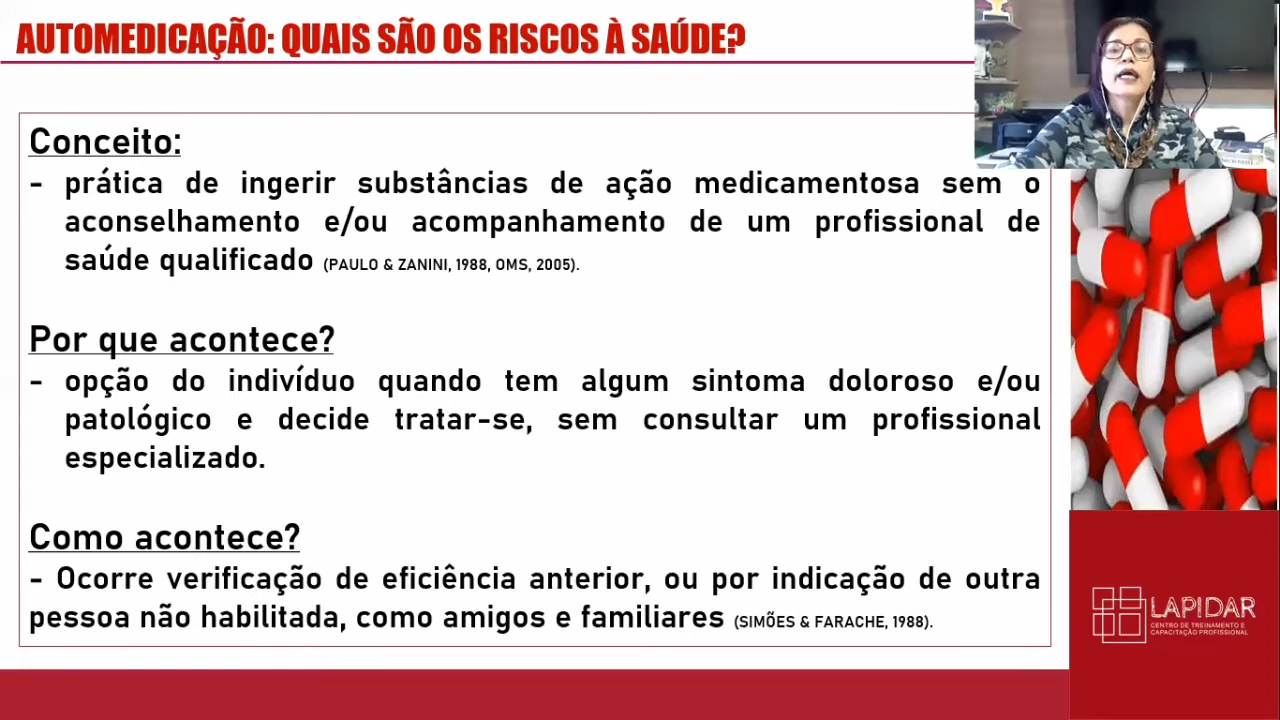 AUTOMEDICAÇÃO: QUAIS SÃO OS RISCOS À SAÚDE?
Conceito:
- prática de ingerir substâncias de ação medicamentosa sem o
aconselhamento e/ou acompanhamento de um profissional de
saúde qualificado (PAULO & ZANINI, 1988, OMS, 2005).
Por que acontece?
- opção do indivíduo quando tem algum sintoma doloroso e/ou
patológico e decide tratar-se, sem consultar um profissional
especializado.
Como acontece?
- Ocorre verificação de eficiência anterior, ou por indicação de outra
pessoa não habilitada, como amigos e familiares (SIMÕES & FARACHE, 1988).
LAPIDAR
CENTRO DE TREINAMENTO E
CAPACITAÇÃO PROFISSIONAL